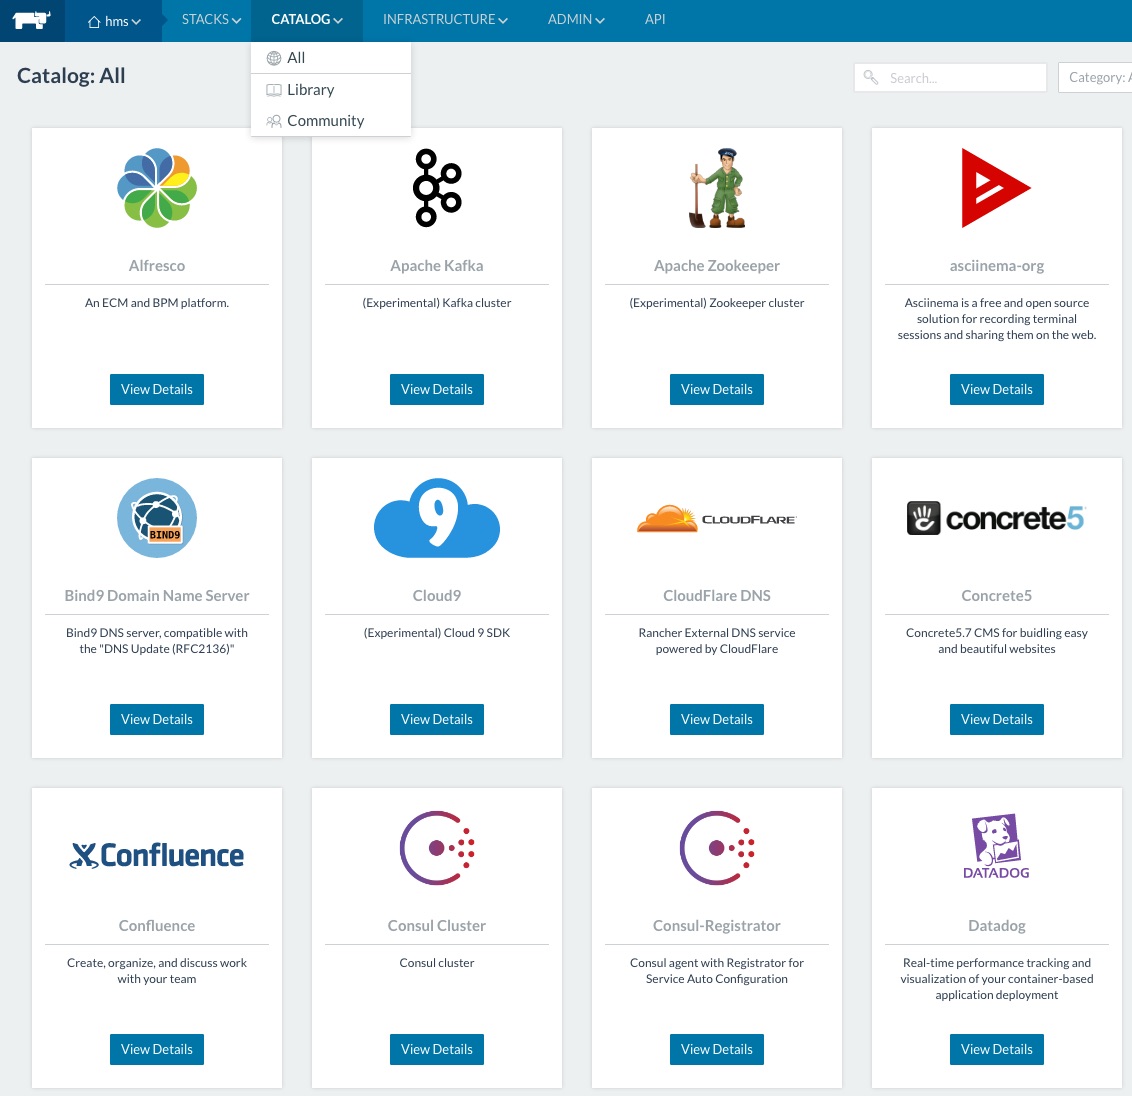 hms STACKS CATALOG INFRASTRUCTURE ADMIN API
All
Library
Community
Catalog: All
Search...
Category: A
Alfresco
An ECM and BPM platform.
View Details
Apache Kafka
(Experimental) Kafka cluster
View Details
Apache Zookeeper
(Experimental) Zookeeper cluster
View Details
asciinema-org
Asciinema is a free and open source
solution for recording terminal
sessions and sharing them on the web.
View Details
BIND9
Bind9 Domain Name Server
Bind9 DNS server, compatible with
the "DNS Update (RFC2136)"
View Details
9
Cloud9
(Experimental) Cloud 9 SDK
View Details
CLOUDFLARE
CloudFlare DNS
Rancher External DNS service
powered by CloudFlare
View Details
concrete5
Concrete5
Concrete5.7 CMS for buidling easy
and beautiful websites
View Details
Confluence
Confluence
Create, organize, and discuss work
with your team
View Details
Consul Cluster
Consul cluster
View Details
Consul-Registrator
Consul agent with Registrator for
Service Auto Configuration
View Details
DATADOG
Datadog
Real-time performance tracking and
visualization of your container-based
application deployment
View Details